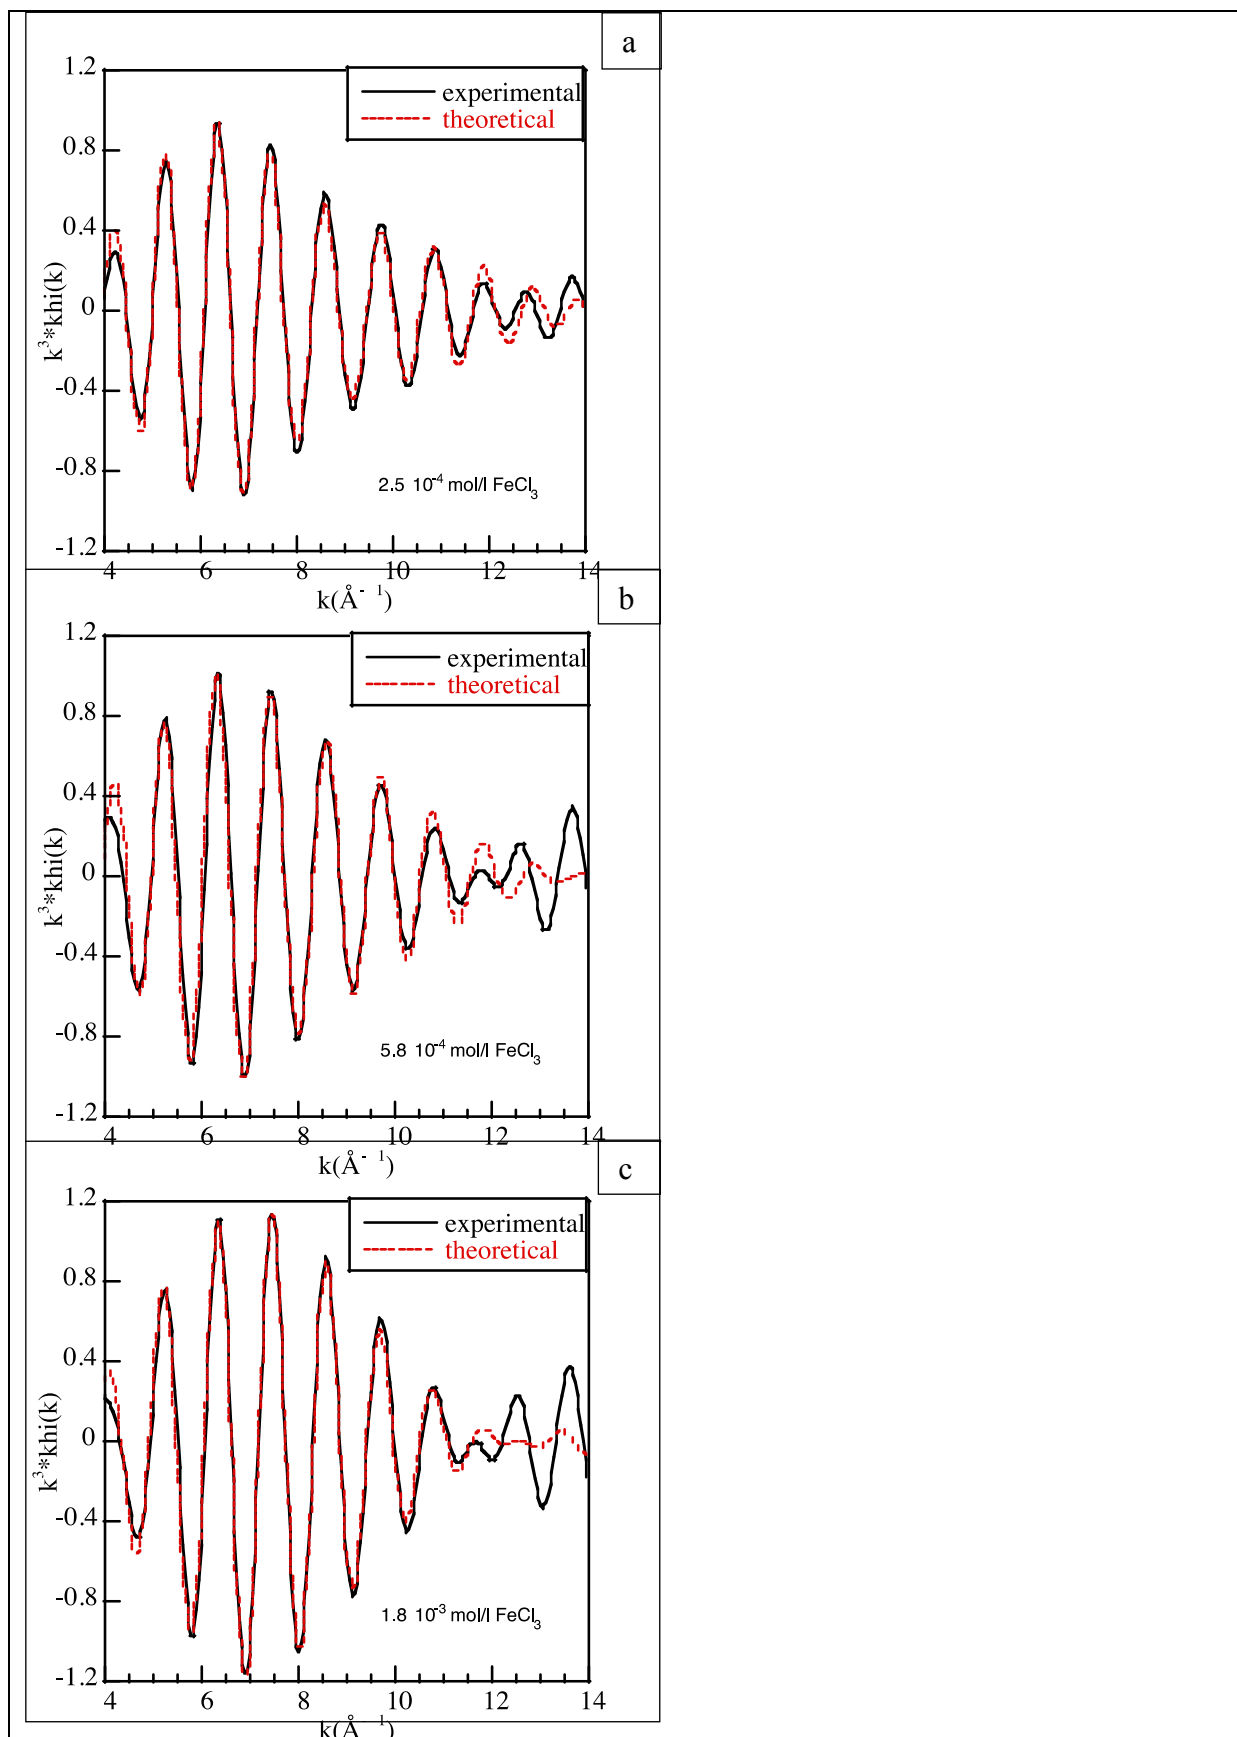 a
1.2
experimental
theoretical
0.8
0.4
0
-0.4
-0.8
-1.2
k³*khi(k)
2.5 10⁻⁴ mol/l FeCl₃
4 6 8 10 12 14
k(Å⁻ ¹)
b
1.2
experimental
theoretical
0.8
0.4
0
-0.4
-0.8
-1.2
k³*khi(k)
5.8 10⁻⁴ mol/l FeCl₃
4 6 8 10 12 14
k(Å⁻ ¹)
c
1.2
experimental
theoretical
0.8
0.4
0
-0.4
-0.8
-1.2
k³*khi(k)
1.8 10⁻³ mol/l FeCl₃
4 6 8 10 12 14
k(Å⁻ ¹)